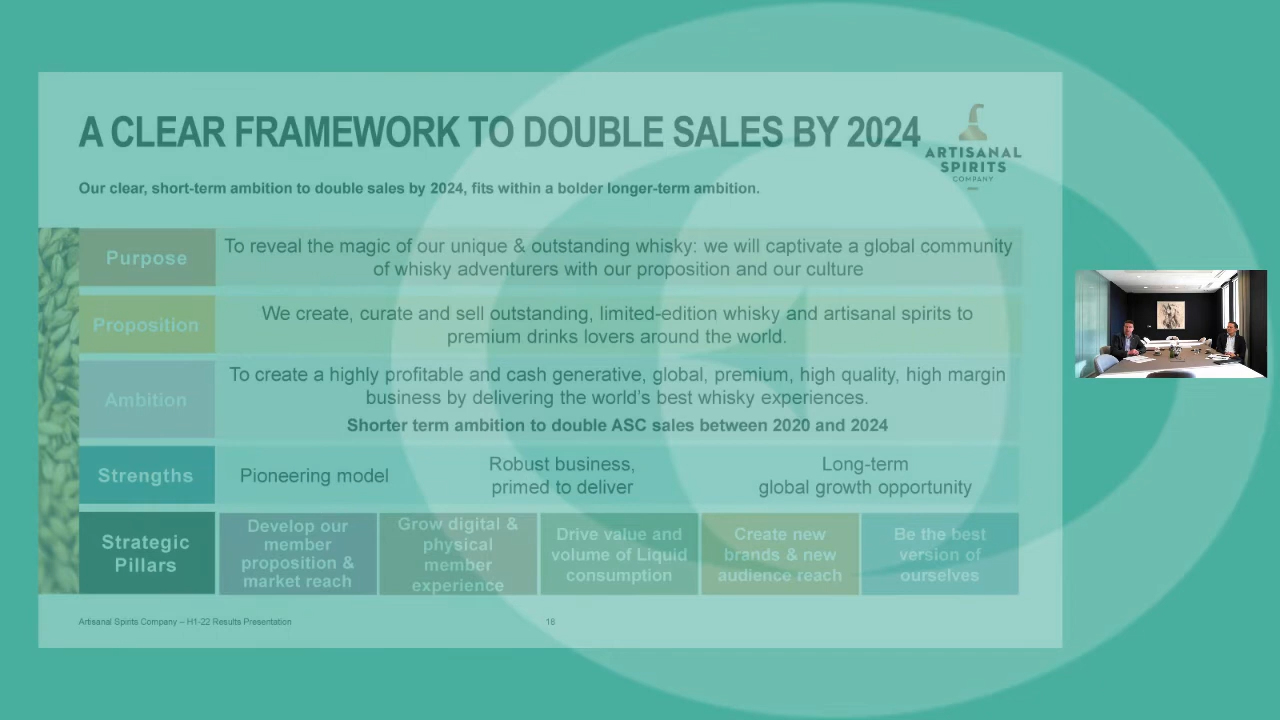 A CLEAR FRAMEWORK TO DOUBLE SALES BY 2024
ARTISANAL
SPIRITS
COMPANY
Our clear, short-term ambition to double sales by 2024, fits within a bolder longer-term ambition.
Purpose
To reveal the magic of our unique & outstanding whisky: we will captivate a global community
of whisky adventurers with our proposition and our culture
Proposition
We create, curate and sell outstanding, limited-edition whisky and artisanal spirits to
premium drinks lovers around the world.
Ambition
To create a highly profitable and cash generative, global, premium, high quality, high margin
business by delivering the world's best whisky experiences.
Shorter term ambition to double ASC sales between 2020 and 2024
Strengths
Pioneering model
Robust business,
primed to deliver
Long-term
global growth opportunity
Strategic
Pillars
Develop our
member
proposition &
market reach
Grow digital &
physical
member
experience
Drive value and
volume of Liquid
consumption
Create new
brands & new
audience reach
Be the best
version of
ourselves
Artisanal Spirits Company – H1-22 Results Presentation
18